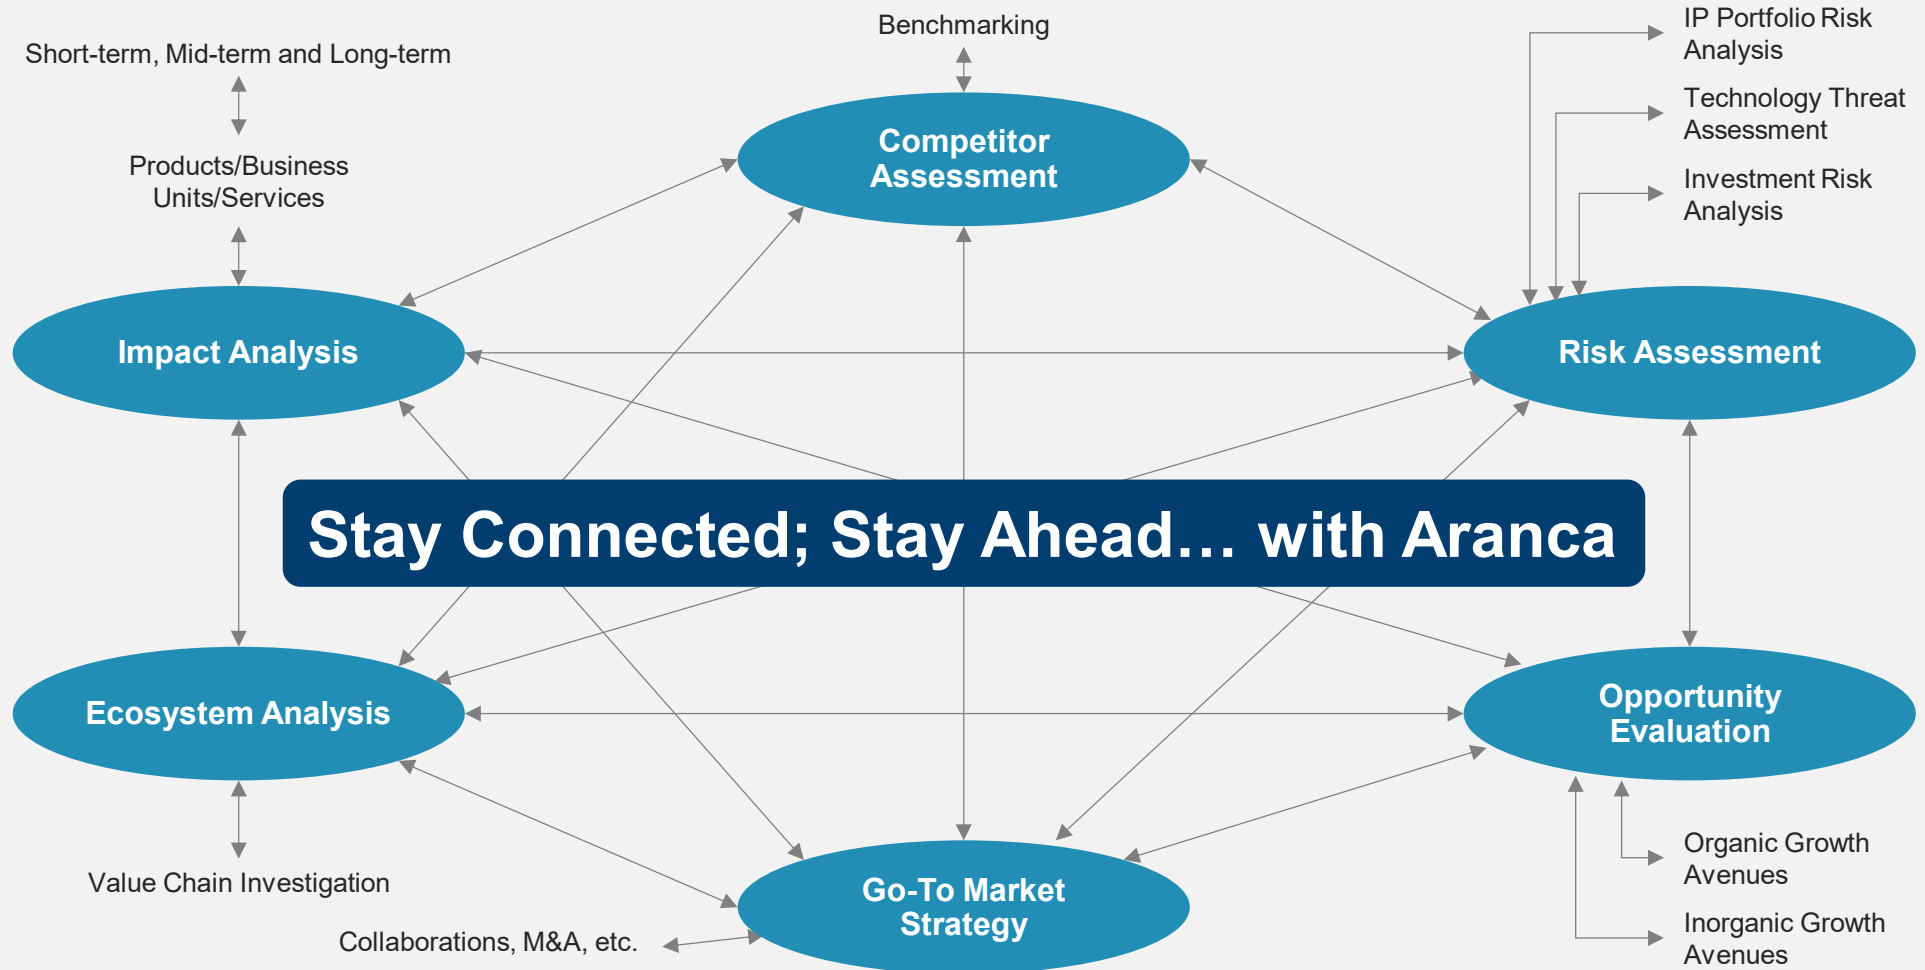 Benchmarking
IP Portfolio Risk
Analysis
Short-term, Mid-term and Long-term
Technology Threat
Assessment
Competitor
Assessment
Products/Business
Units/Services
Investment Risk
Analysis
Impact Analysis
Risk Assessment
Stay Connected; Stay Ahead… with Aranca
Ecosystem Analysis
Opportunity
Evaluation
Value Chain Investigation
Go-To Market
Strategy
Organic Growth
Avenues
Collaborations, M&A, etc.
Inorganic Growth
Avenues